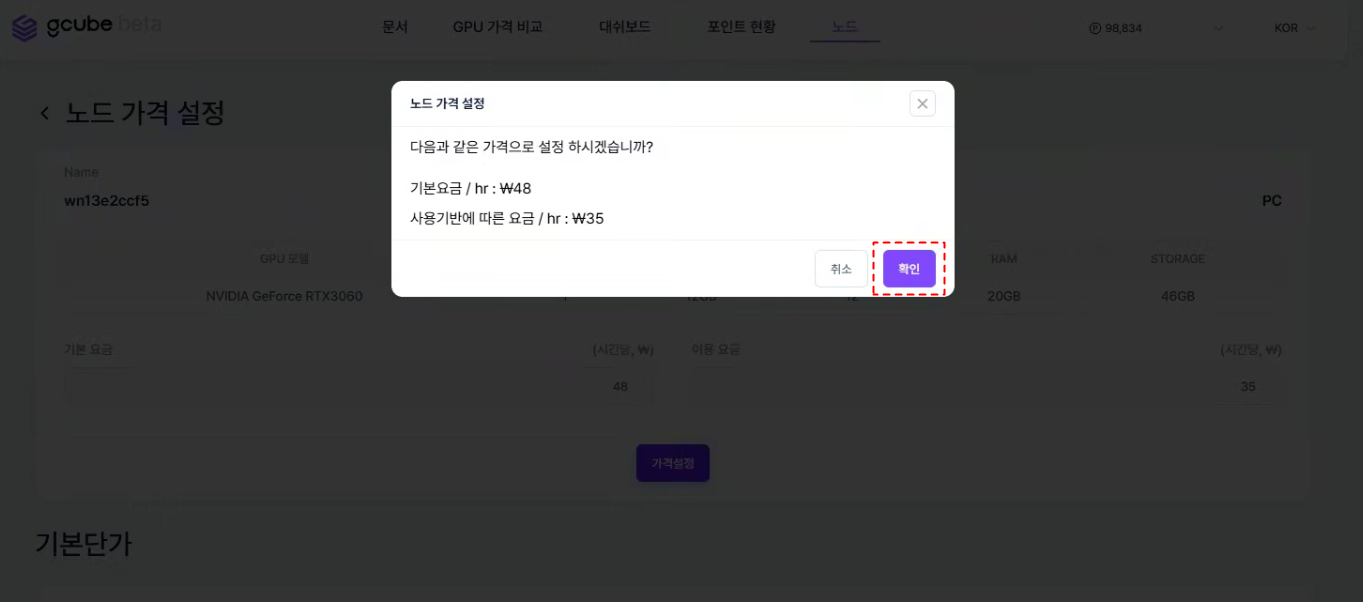 gcube beta
문서 GPU 가격 비교 대쉬보드 포인트 현황 노드 Ⓟ 98,834 KOR
노드 가격 설정
다음과 같은 가격으로 설정 하시겠습니까?
기본요금 / hr : ₩48
사용기반에 따른 요금 / hr : ₩35
취소 확인
< 노드 가격 설정
Name
wn13e2ccf5 PC
GPU 모델 RAM STORAGE
NVIDIA GeForce RTX3060 20GB 46GB
기본 요금 (시간당, ₩) 이용 요금 (시간당, ₩)
48 35
가격설정
기본단가